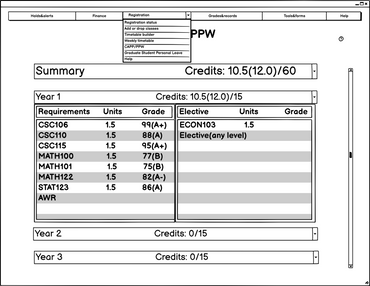 Holds&alerts Finance Registration Grades&records Tools&forms Help
Registration status
Add or drop classes
Timetable builder
Weekly timetable
CAPP/PPW
Graduate Student Personal Leave
Help
PPW
Summary Credits: 10.5(12.0)/60
Year 1 Credits: 10.5(12.0)/15
Requirements Units Grade Elective Units Grade
CSC106 1.5 99(A+) ECON103 1.5
CSC110 1.5 88(A) Elective(any level)
CSC115 1.5 95(A+)
MATH100 1.5 77(B)
MATH101 1.5 75(B)
MATH122 1.5 82(A-)
STAT123 1.5 86(A)
AWR
Year 2 Credits: 0/15
Year 3 Credits: 0/15